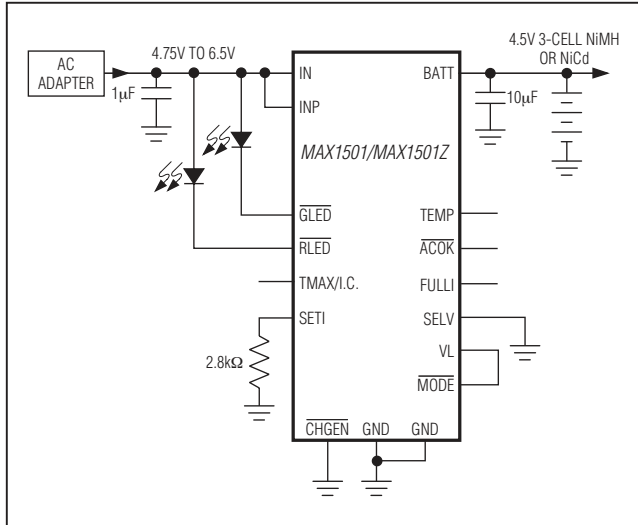 AC
ADAPTER
4.75V TO 6.5V
1µF
IN
INP
BATT
4.5V 3-CELL NiMH
OR NiCd
10µF
MAX1501/MAX1501Z
GLED
RLED
TMAX/I.C.
SETI
2.8kΩ
TEMP
ACOK
FULLI
SELV
VL
MODE
CHGEN GND GND